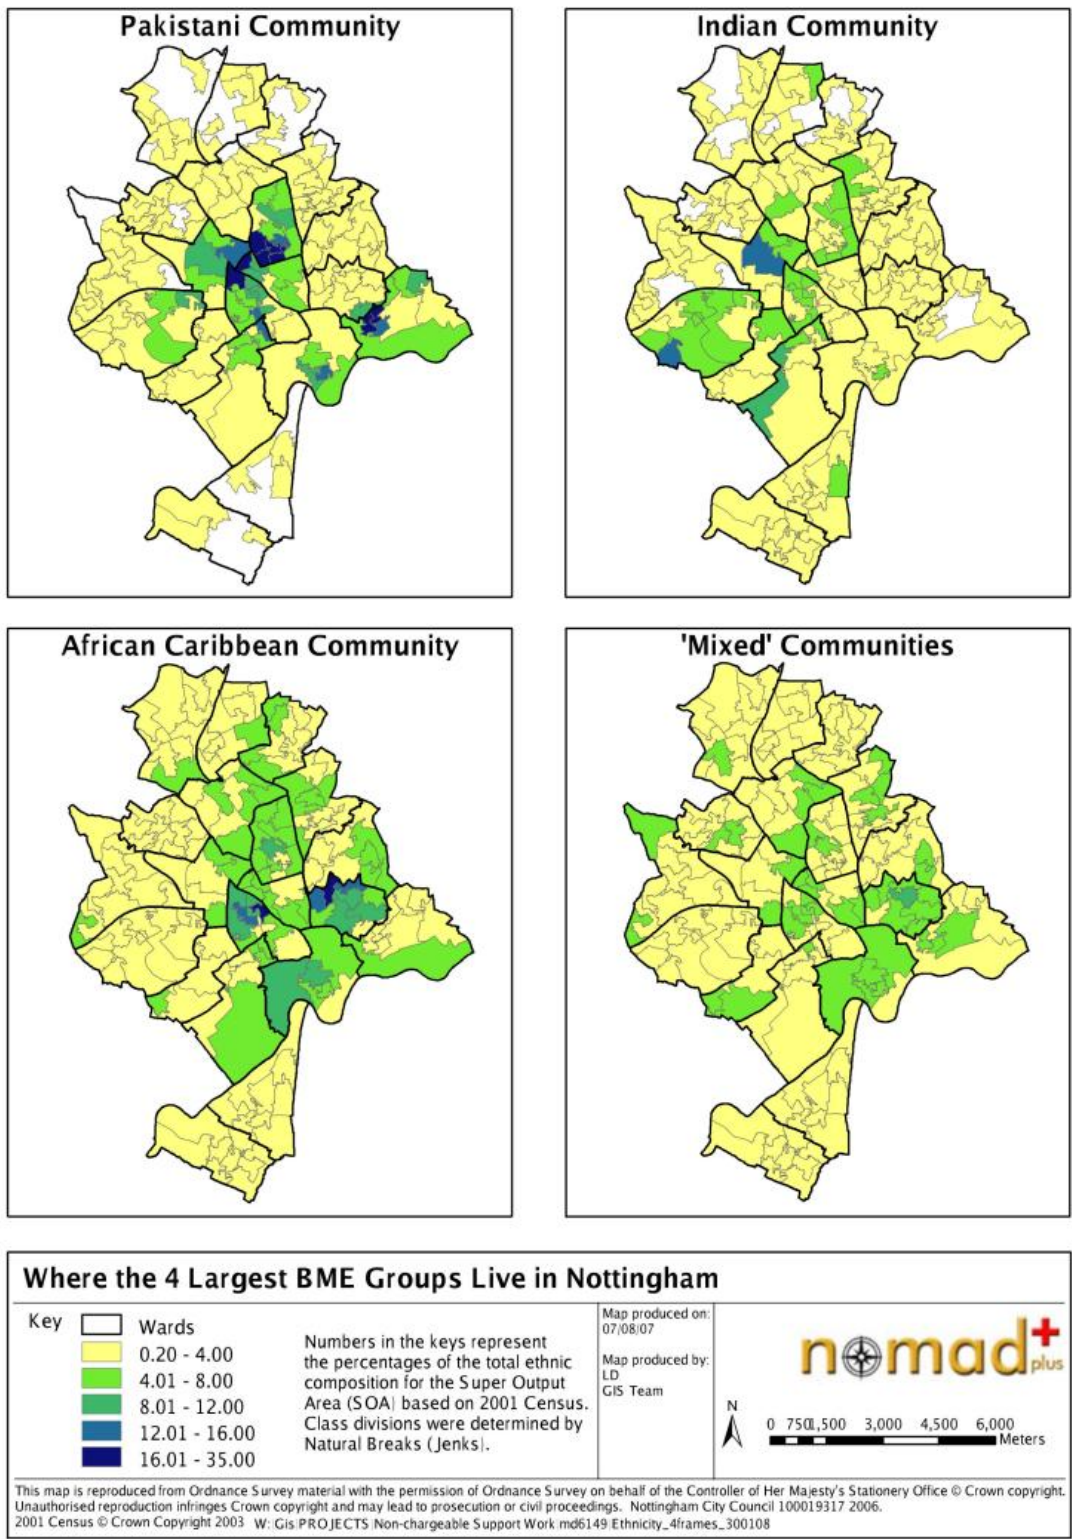 Pakistani Community
Indian Community
African Caribbean Community
'Mixed' Communities
Where the 4 Largest BME Groups Live in Nottingham
Key
Wards
0.20 - 4.00
4.01 - 8.00
8.01 - 12.00
12.01 - 16.00
16.01 - 35.00
Numbers in the keys represent
the percentages of the total ethnic
composition for the Super Output
Area (SOA) based on 2001 Census.
Class divisions were determined by
Natural Breaks (Jenks).
Map produced on:
07/08/07
Map produced by:
LD
GIS Team
nomad+
plus
N
0 750 1,500 3,000 4,500 6,000
Meters
This map is reproduced from Ordnance Survey material with the permission of Ordnance Survey on behalf of the Controller of Her Majesty's Stationery Office © Crown copyright.
Unauthorised reproduction infringes Crown copyright and may lead to prosecution or civil proceedings. Nottingham City Council 100019317 2006.
2001 Census © Crown Copyright 2003 W:|Gis|PROJECTS|Non-chargeable Support Work|md6149|Ethnicity_4frames_300108